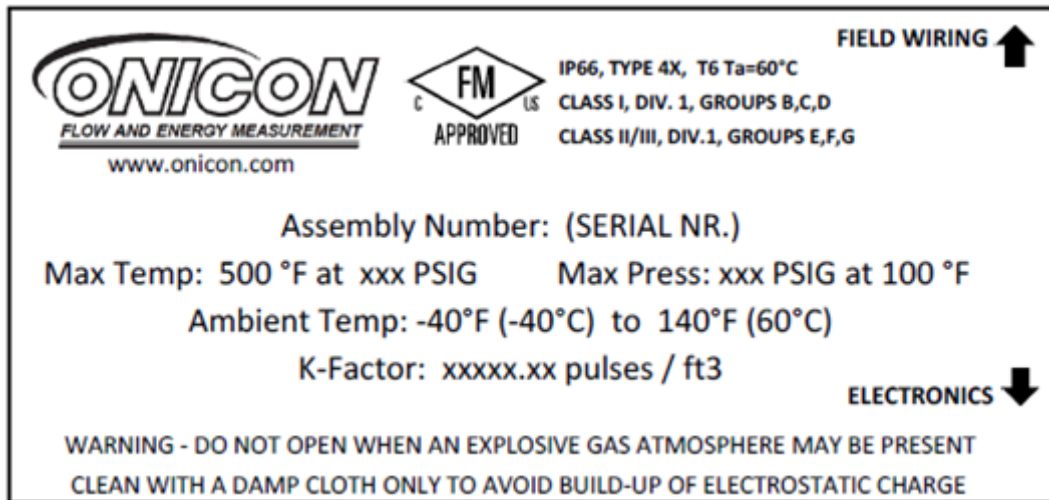 FIELD WIRING
ONICON
FLOW AND ENERGY MEASUREMENT
www.onicon.com
FM
C US
APPROVED
IP66, TYPE 4X, T6 Ta=60°C
CLASS I, DIV. 1, GROUPS B,C,D
CLASS II/III, DIV.1, GROUPS E,F,G
Assembly Number: (SERIAL NR.)
Max Temp: 500 °F at xxx PSIG Max Press: xxx PSIG at 100 °F
Ambient Temp: -40°F (-40°C) to 140°F (60°C)
K-Factor: xxxxx.xx pulses / ft3
ELECTRONICS
WARNING - DO NOT OPEN WHEN AN EXPLOSIVE GAS ATMOSPHERE MAY BE PRESENT
CLEAN WITH A DAMP CLOTH ONLY TO AVOID BUILD-UP OF ELECTROSTATIC CHARGE